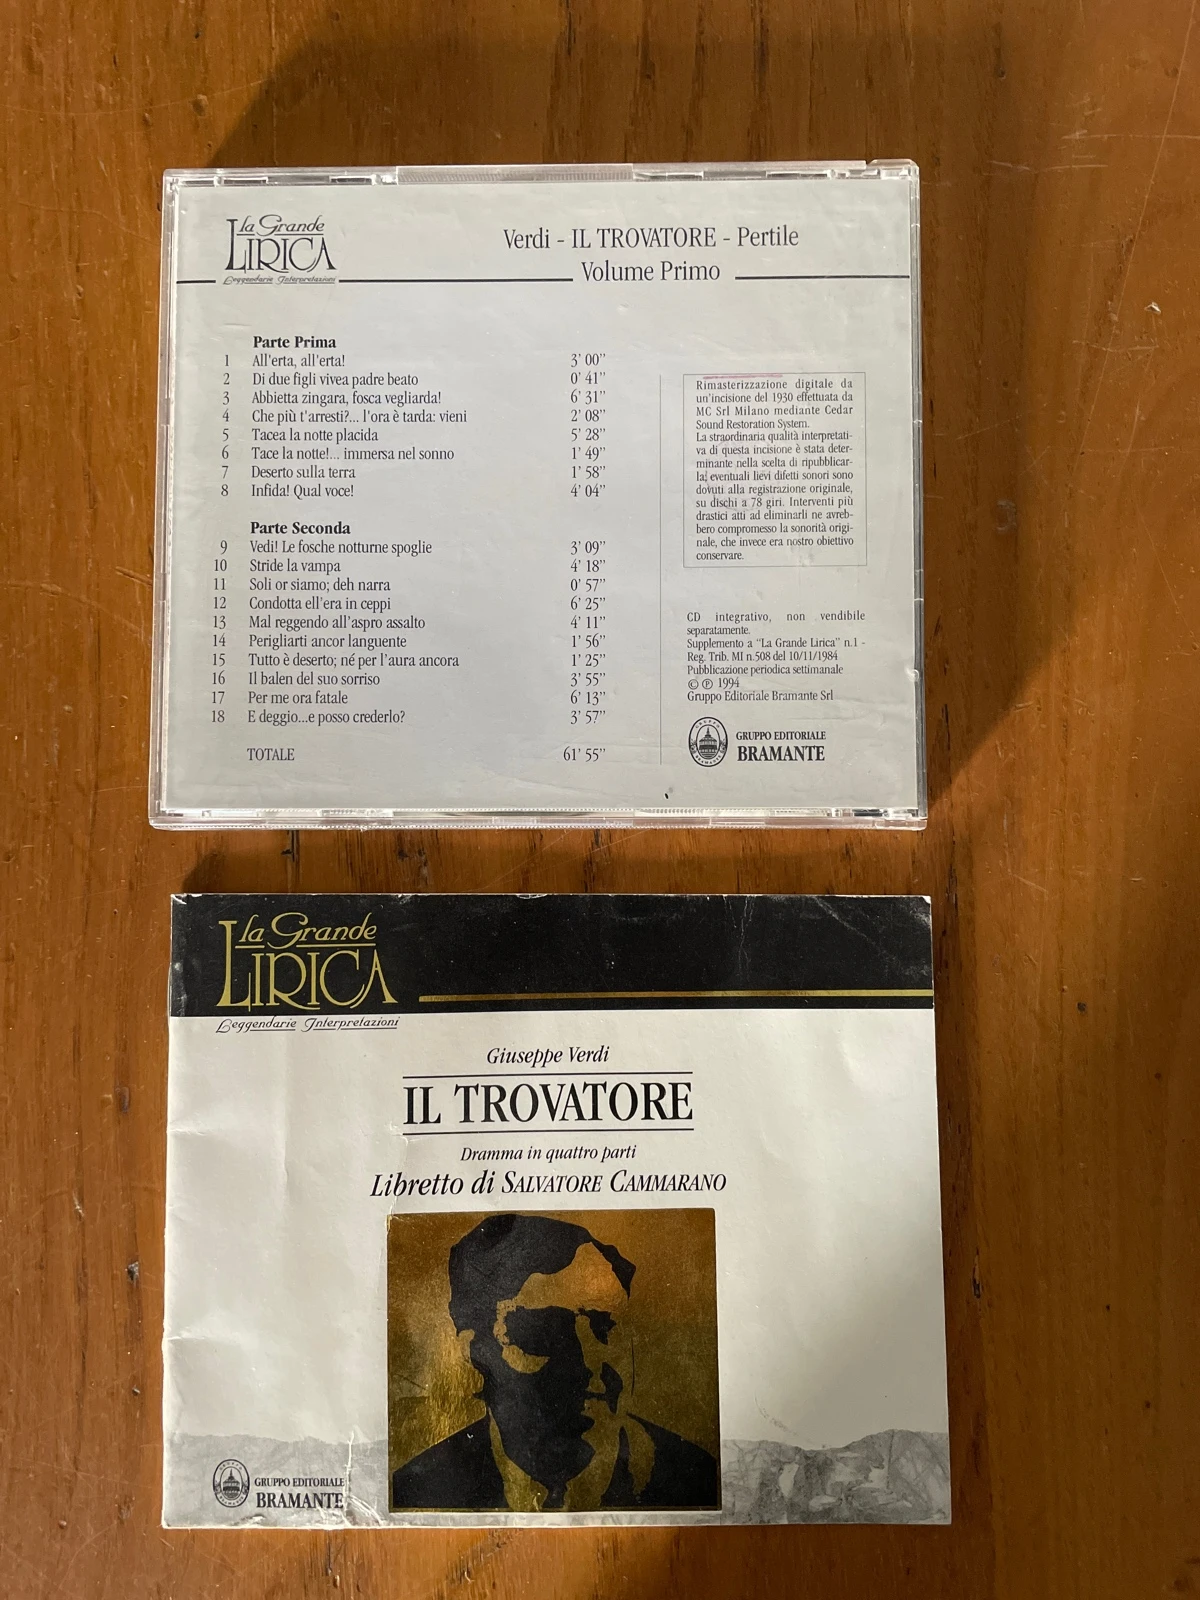 la Grande
LIRICA
Leggendarie Interpretazioni
Verdi - IL TROVATORE - Pertile
Volume Primo
Parte Prima
1 All'erta, all'erta! 3' 00”
2 Di due figli vivea padre beato 0' 41”
3 Abbietta zingara, fosca vegliarda! 6' 31”
4 Che più t'arresti?... l'ora è tarda: vieni 2' 08”
5 Tacea la notte placida 5' 28”
6 Tace la notte!... immersa nel sonno 1' 49”
7 Deserto sulla terra 1' 58”
8 Infida! Qual voce! 4' 04”
Parte Seconda
9 Vedi! Le fosche notturne spoglie 3' 09”
10 Stride la vampa 4' 18”
11 Soli or siamo; deh narra 0' 57”
12 Condotta ell'era in ceppi 6' 25”
13 Mal reggendo all'aspro assalto 4' 11”
14 Perigliarti ancor languente 1' 56”
15 Tutto è deserto; né per l'aura ancora 1' 25”
16 Il balen del suo sorriso 3' 55”
17 Per me ora fatale 6' 13”
18 E deggio...e posso crederlo? 3' 57”
TOTALE 61' 55”
Rimasterizzazione digitale da
un'incisione del 1930 effettuata da
MC Srl Milano mediante Cedar
Sound Restoration System.
La straordinaria qualità interpretati-
va di questa incisione è stata deter-
minante nella scelta di ripubblicar-
la; eventuali lievi difetti sonori sono
dovuti alla registrazione originale,
su dischi a 78 giri. Interventi più
drastici atti ad eliminarli ne avreb-
bero compromesso la sonorità origi-
nale, che invece era nostro obiettivo
conservare.
CD integrativo, non vendibile
separatamente.
Supplemento a “La Grande Lirica” n.1 -
Reg. Trib. MI n.508 del 10/11/1984
Pubblicazione periodica settimanale
© ℗ 1994
Gruppo Editoriale Bramante Srl
GRUPPO
BRAMANTE
GRUPPO EDITORIALE
BRAMANTE
la Grande
LIRICA
Leggendarie Interpretazioni
Giuseppe Verdi
IL TROVATORE
Dramma in quattro parti
Libretto di SALVATORE CAMMARANO
GRUPPO
BRAMANTE
GRUPPO EDITORIALE
BRAMANTE